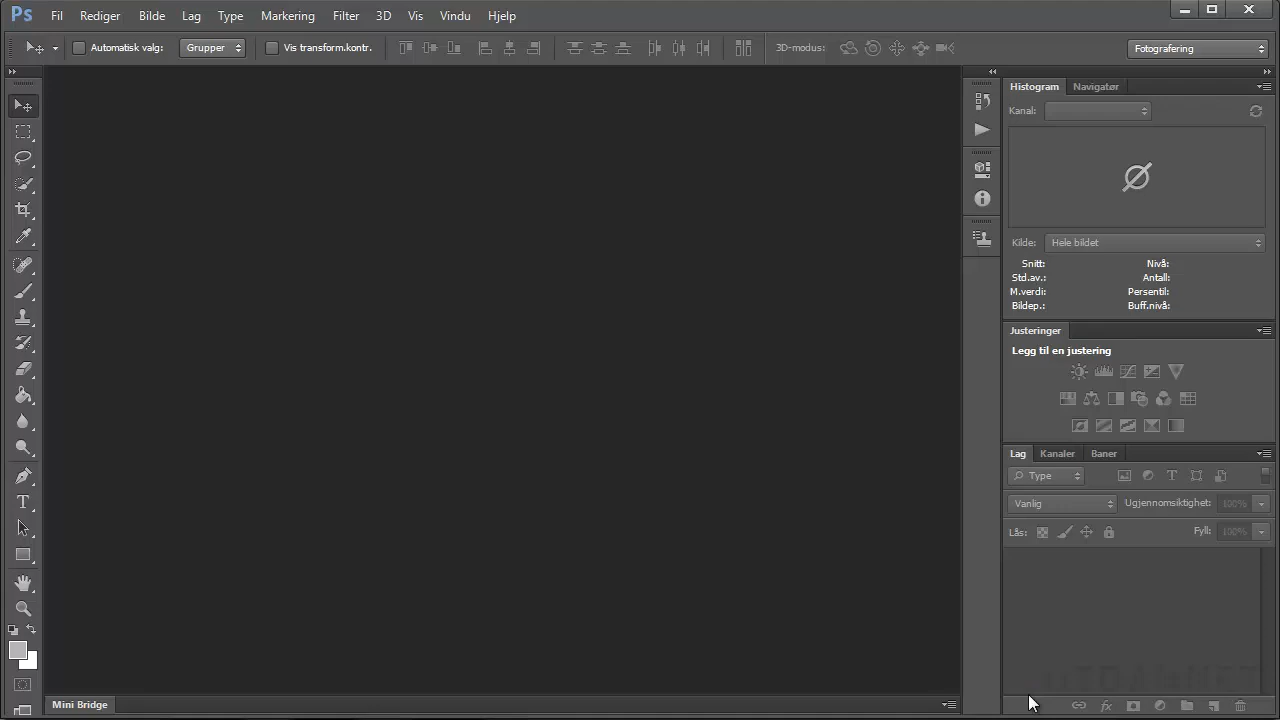 Ps Fil Rediger Bilde Lag Type Markering Filter 3D Vis Vindu Hjelp
Automatisk valg: Grupper Vis transform.kontr. 3D-modus: Fotografering
Histogram Navigatør
Kanal:
Kilde: Hele bildet
Snitt: Nivå:
Std.av.: Antall:
M.verdi: Persentil:
Bildep.: Buff.nivå:
Justeringer
Legg til en justering
Lag Kanaler Baner
Type
Vanlig Ugjennomsiktighet: 100%
Lås: Fyll: 100%
Mini Bridge